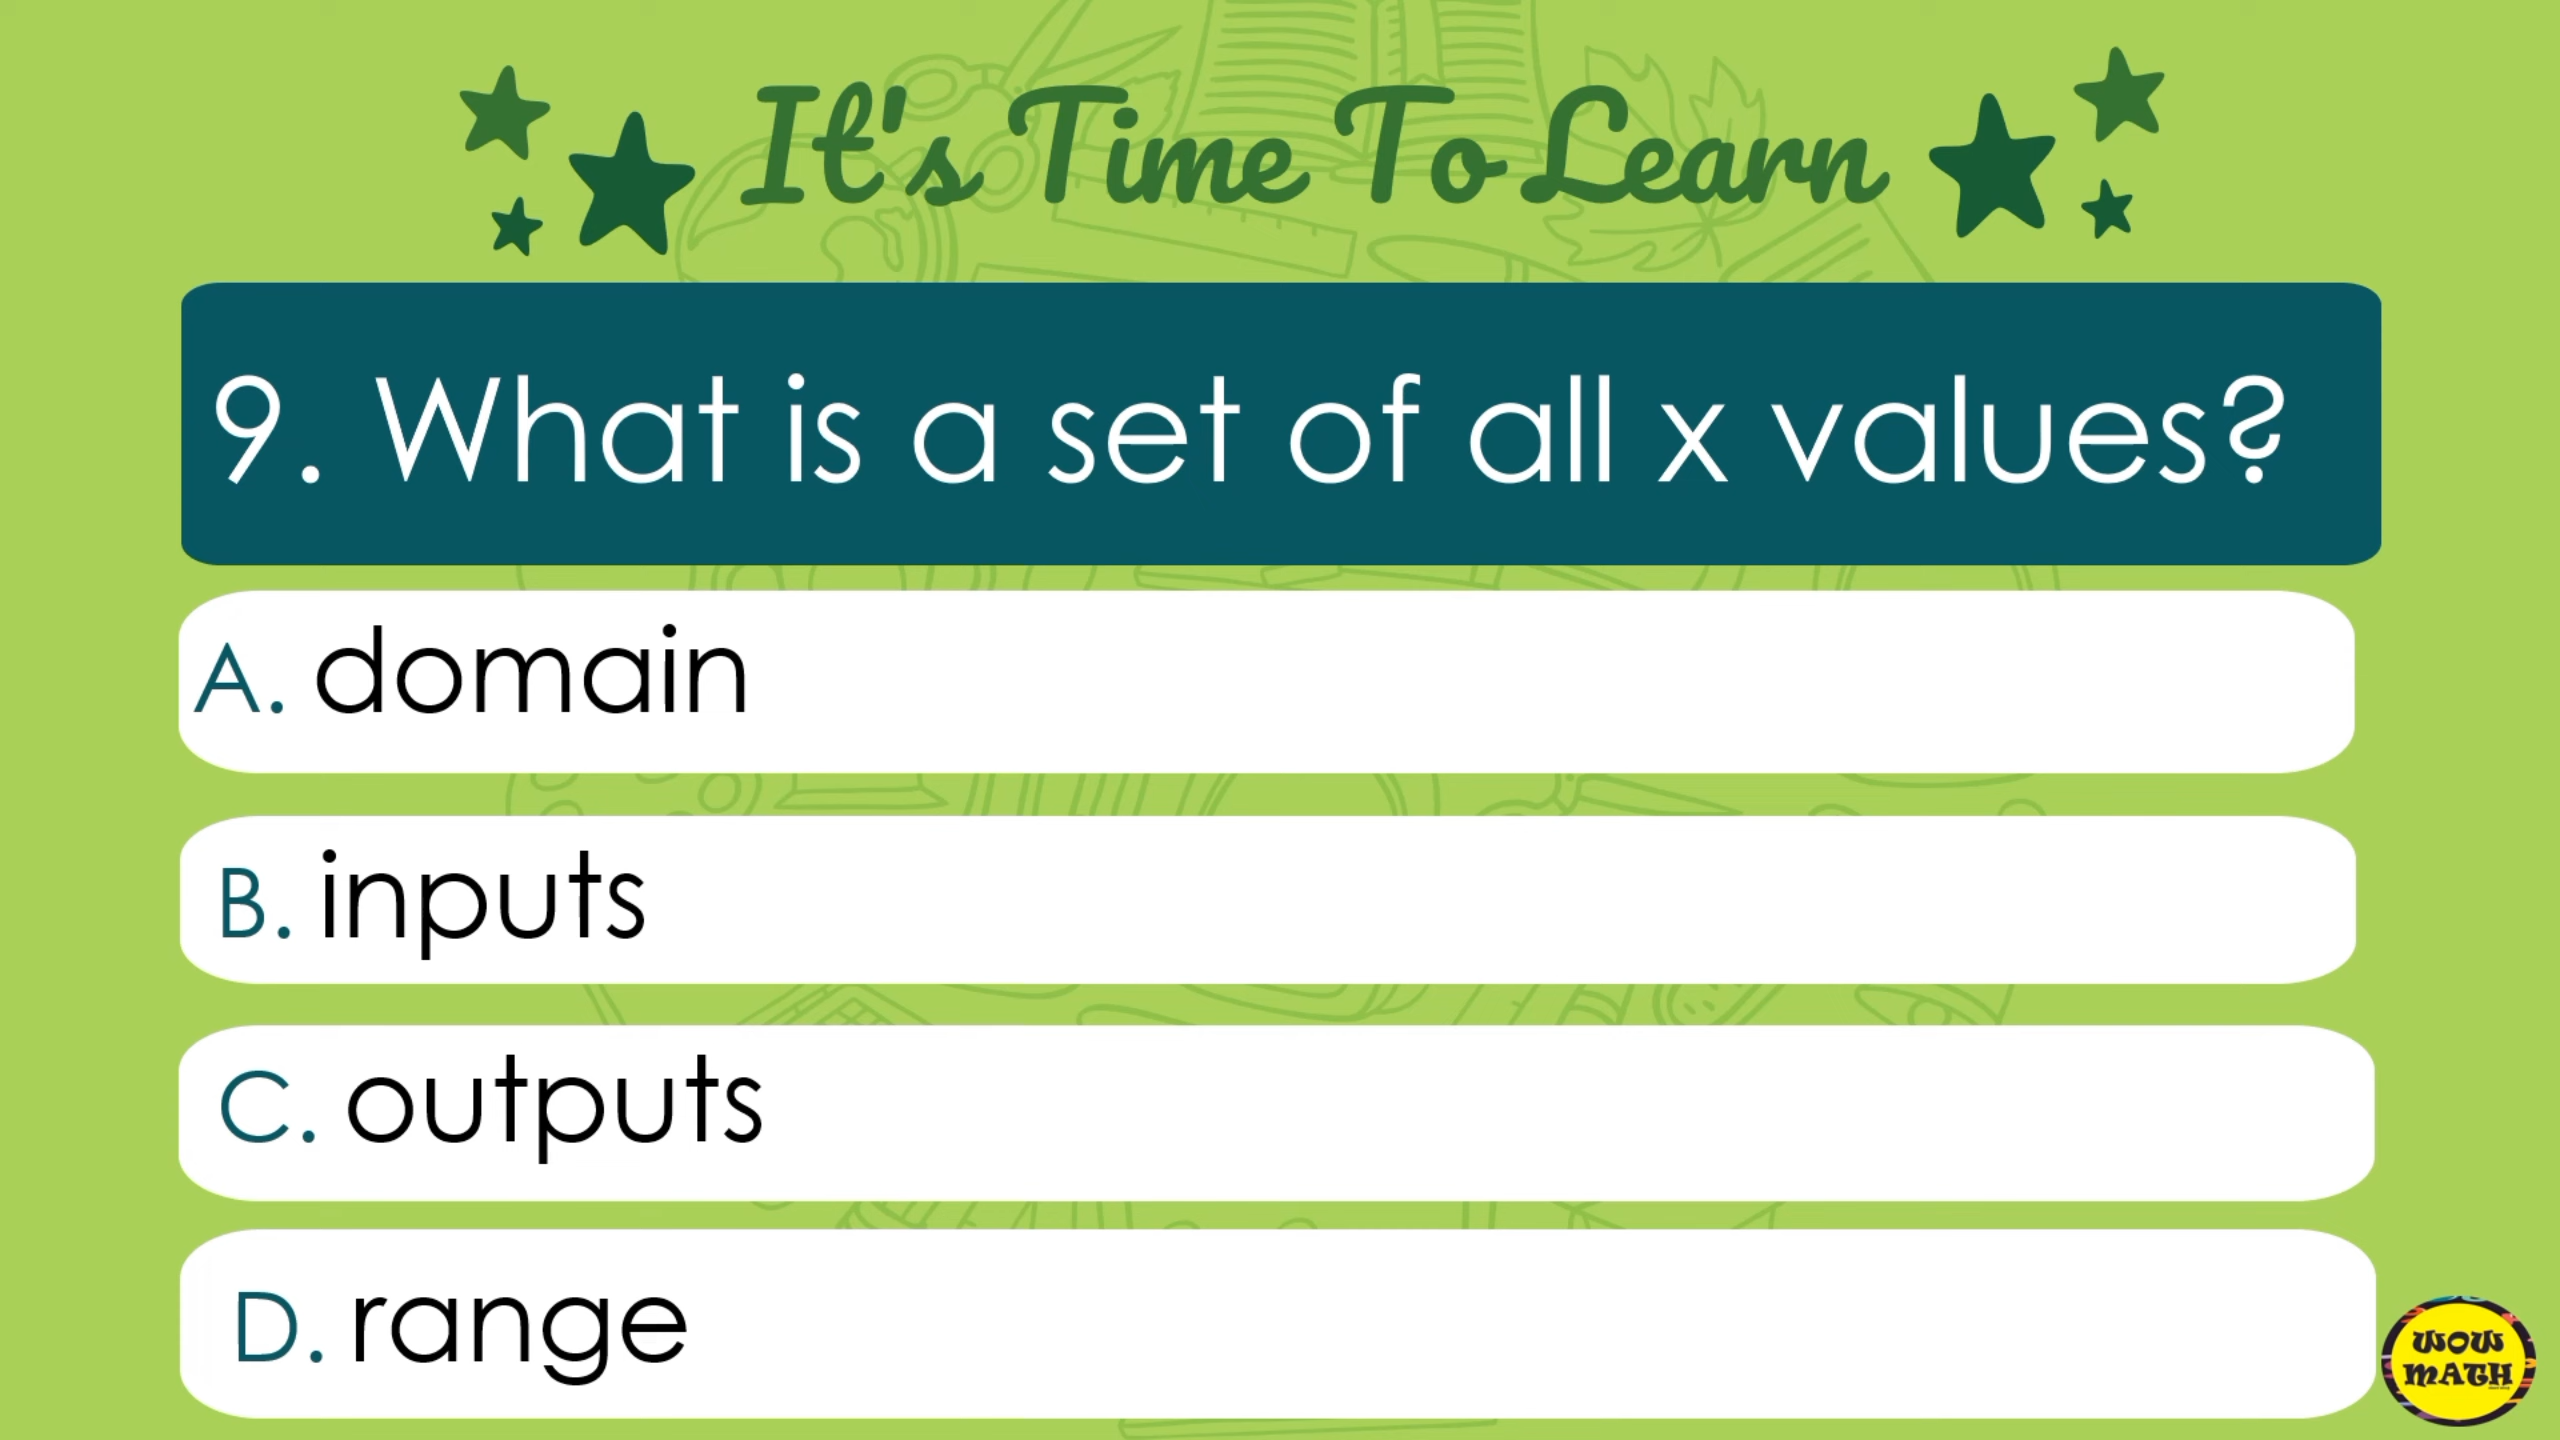 It's Time To Learn
9. What is a set of all x values?
A. domain
B. inputs
C. outputs
D. range
WOW
MATH